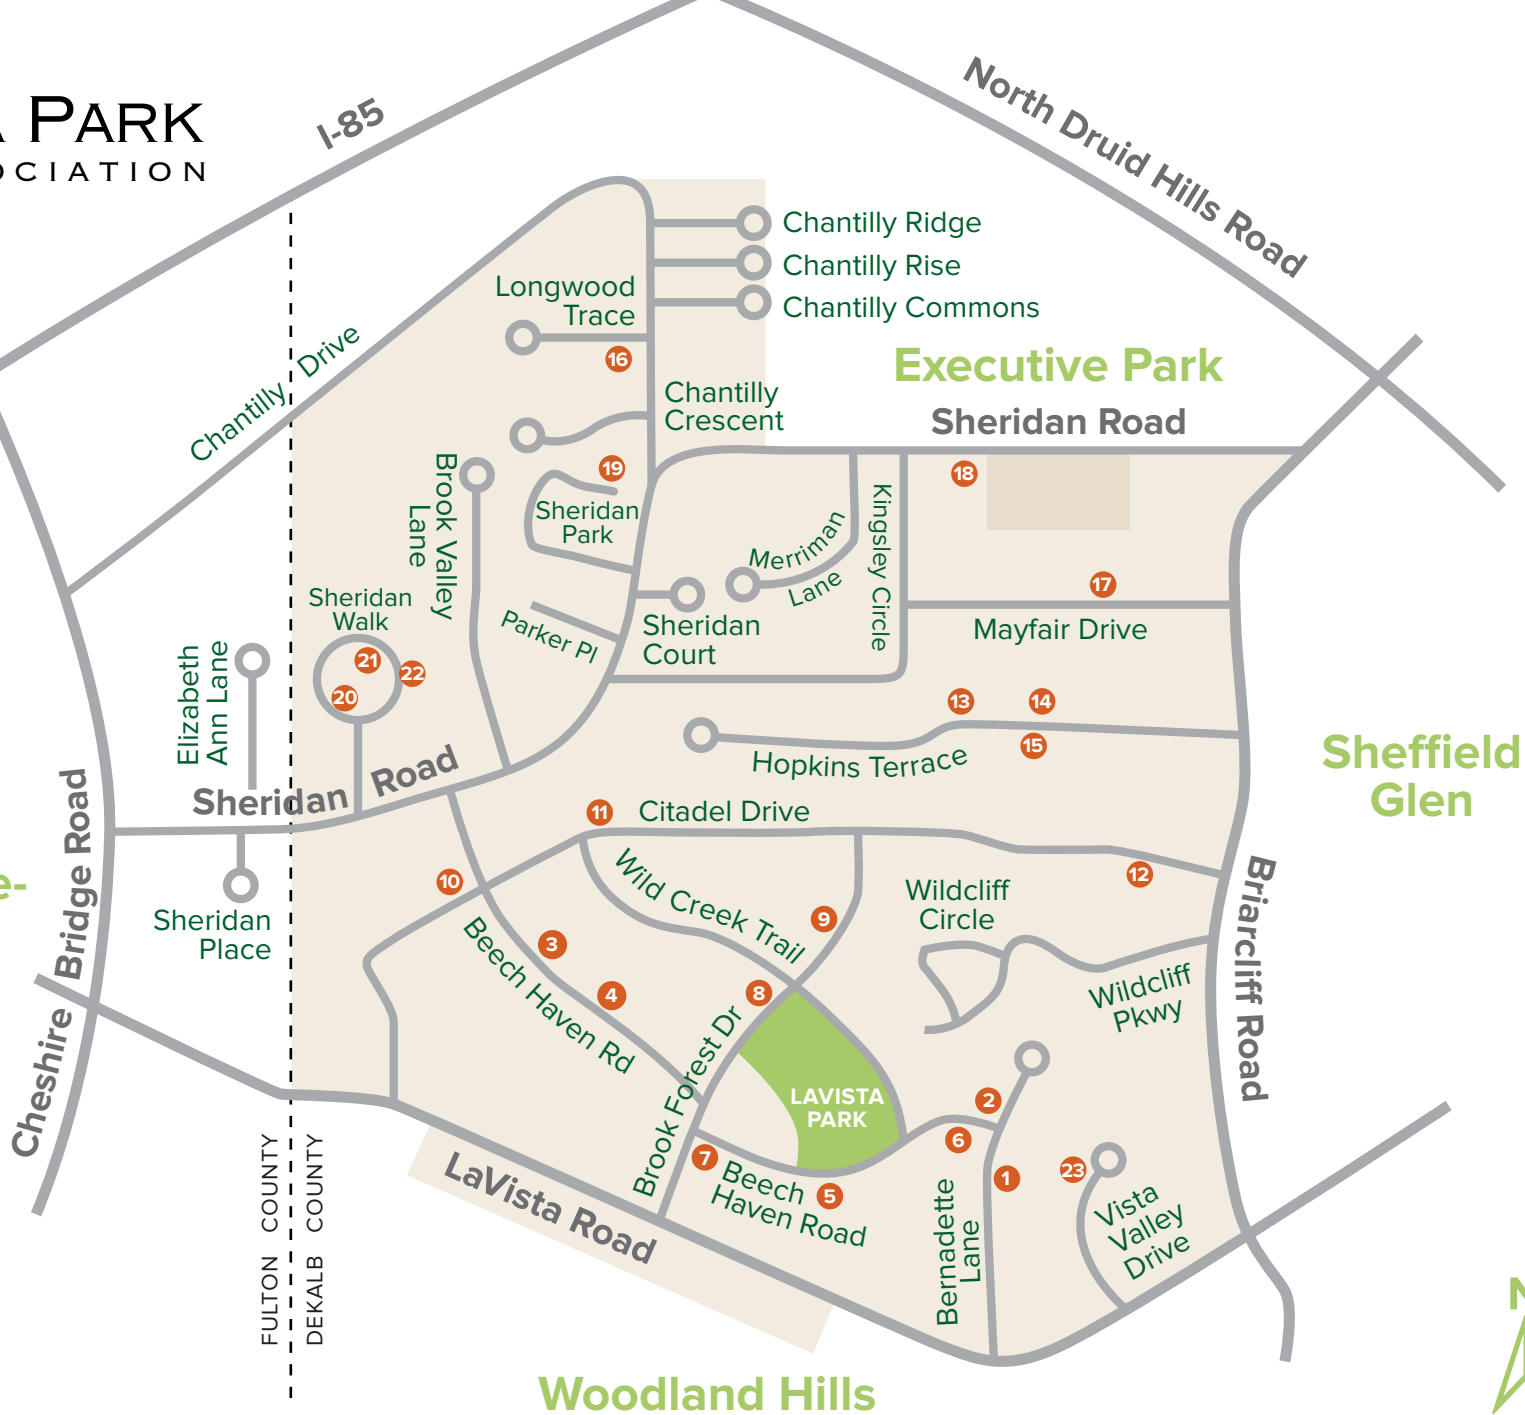 PARK
I-85
North Druid Hills Road
Chantilly Ridge
Chantilly Rise
Chantilly Commons
Longwood
Trace
16
Chantilly Drive
Executive Park
Sheridan Road
Chantilly
Crescent
19
18
Brook Valley
Lane
Sheridan
Park
Merriman
Lane
Kingsley Circle
17
Mayfair Drive
Sheridan
Walk
21
22
20
Parker Pl
Sheridan
Court
Elizabeth
Ann Lane
13
14
15
Hopkins Terrace
Sheffield
Glen
Sheridan Road
11
Citadel Drive
10
12
Cheshire Bridge Road
Sheridan
Place
Wild Creek Trail
9
Wildcliff
Circle
Briarcliff Road
3
4
Beech Haven Rd
8
Wildcliff
Pkwy
Brook Forest Dr
LAVISTA
PARK
2
6
1
23
7
Beech
Haven Road
5
Bernadette
Lane
Vista
Valley
Drive
LaVista Road
FULTON COUNTY
DEKALB COUNTY
Woodland Hills